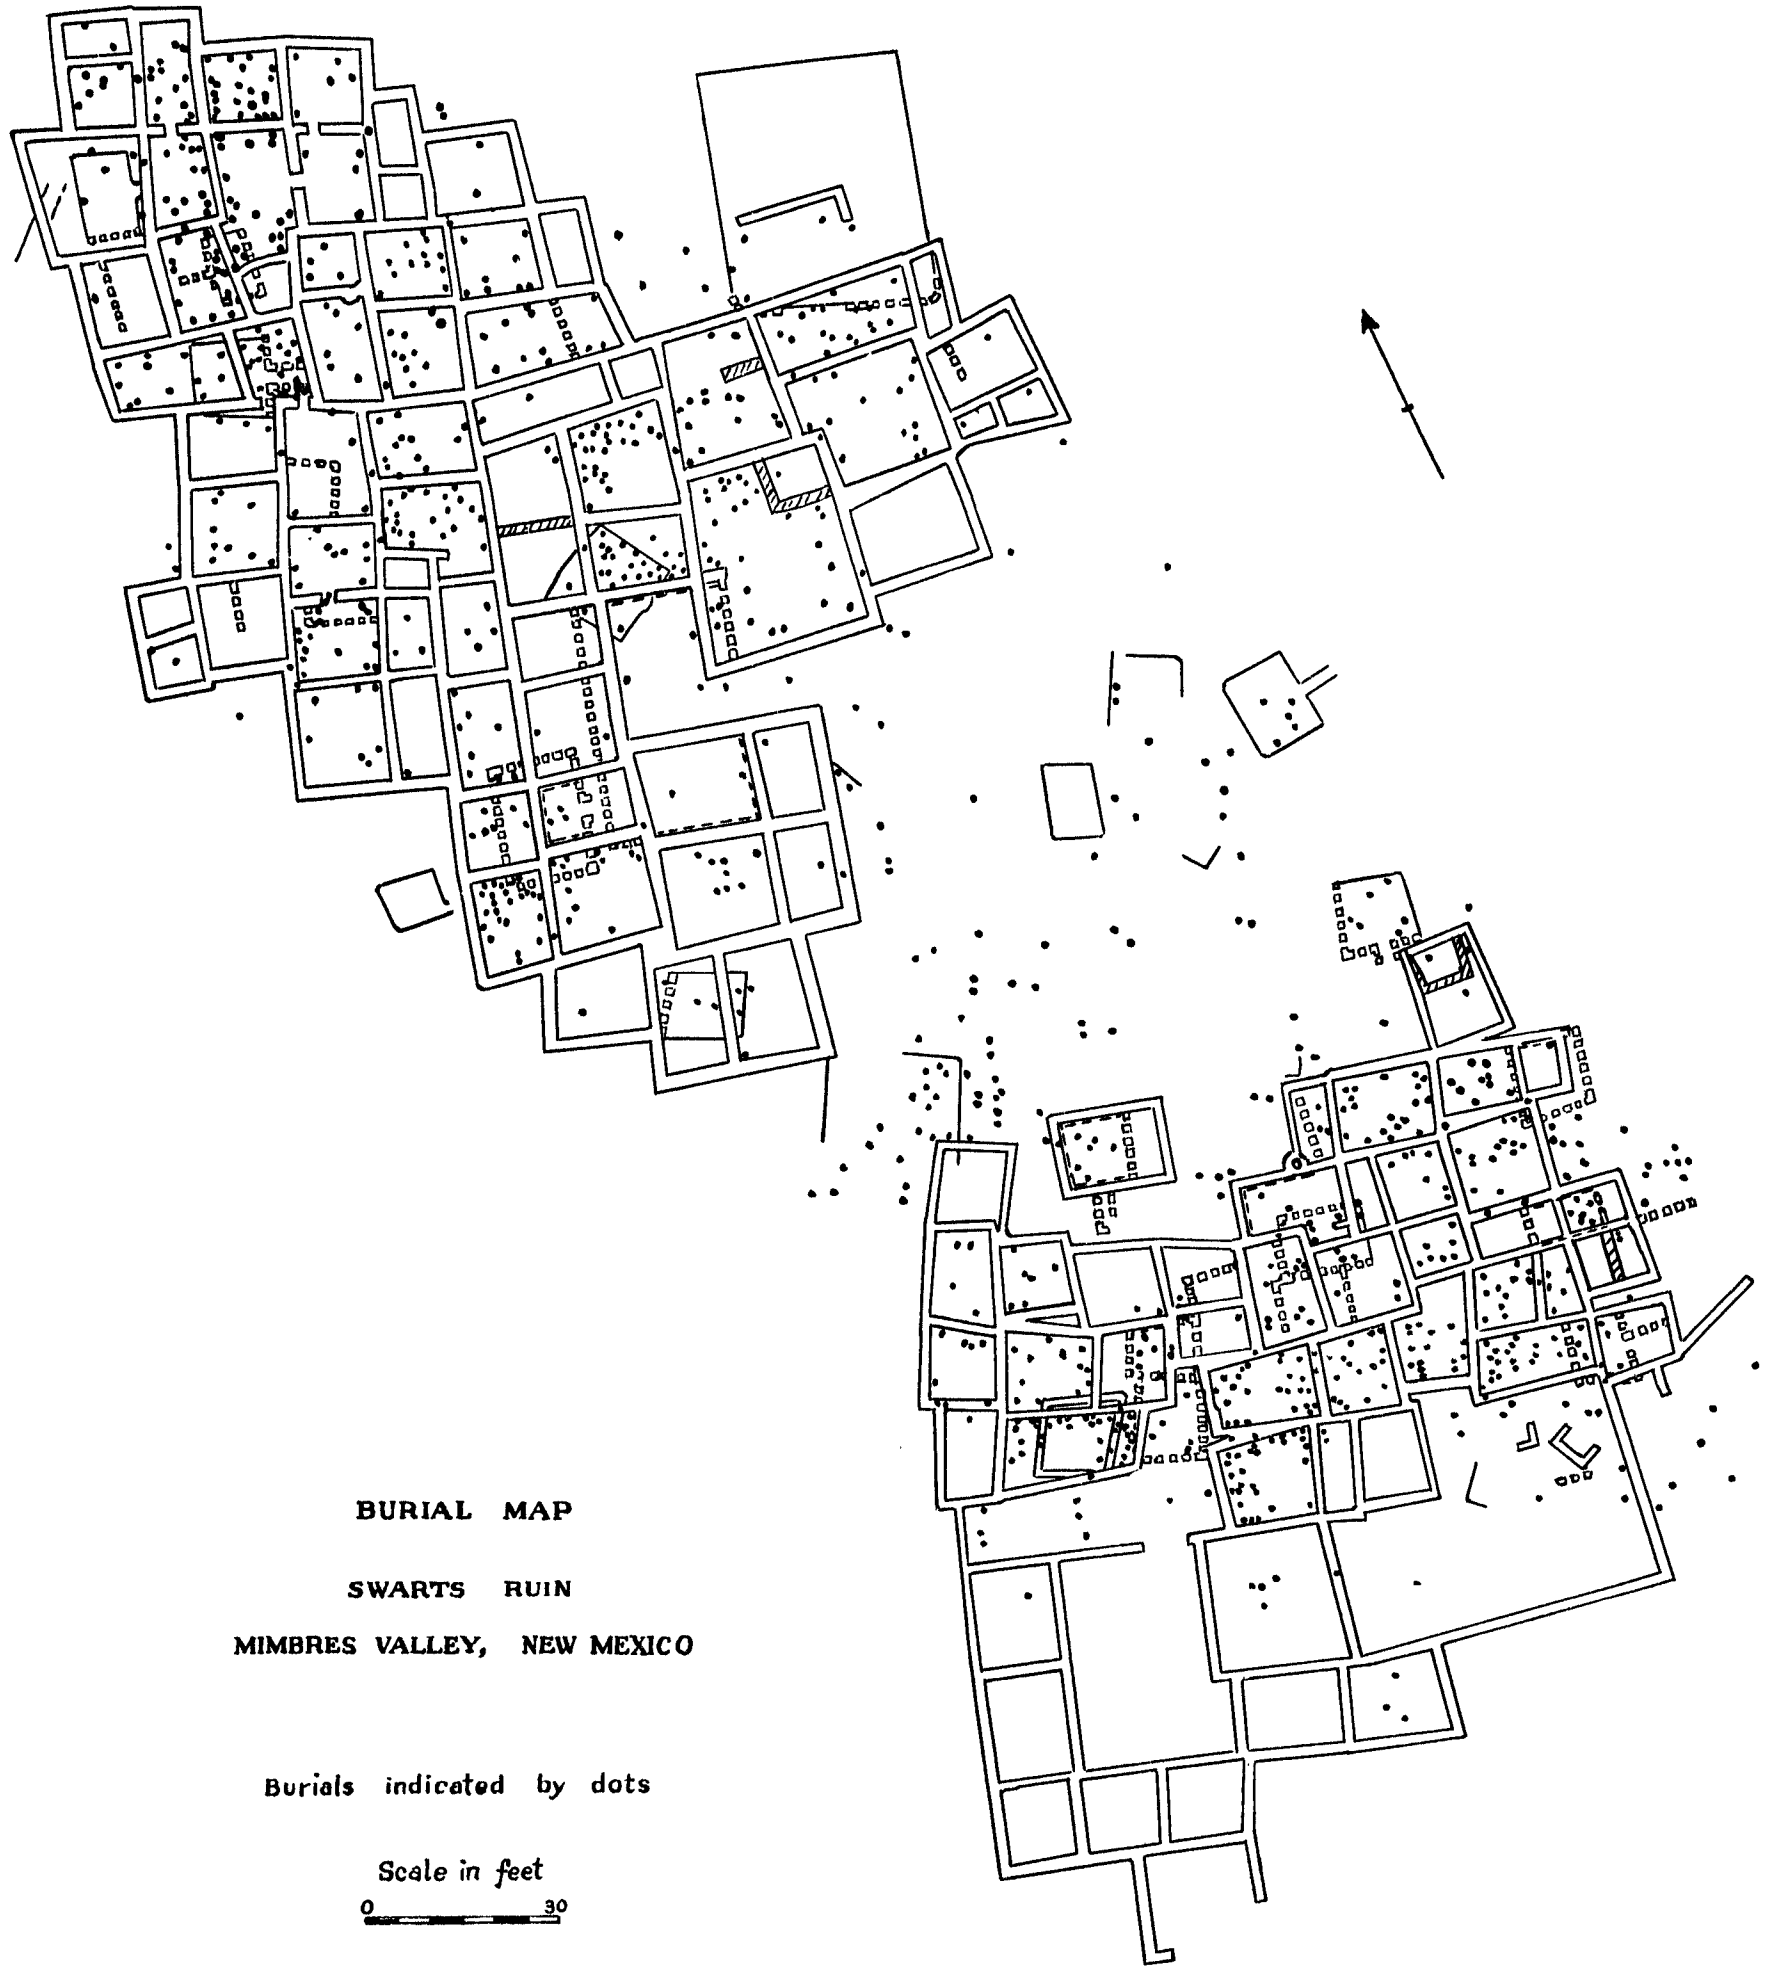 BURIAL MAP
SWARTS RUIN
MIMBRES VALLEY, NEW MEXICO
Burials indicated by dots
Scale in feet
0 30